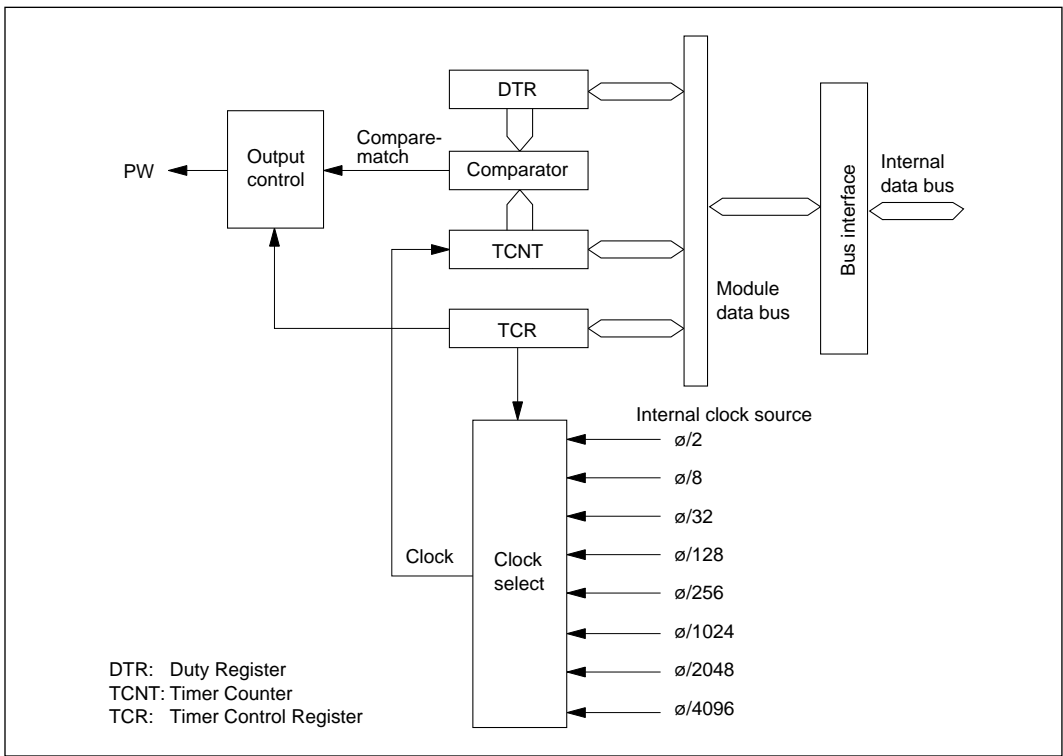 DTR
Compare-
match
PW
Output
control
Comparator
Internal
data bus
Bus interface
TCNT
Module
data bus
TCR
Internal clock source
ø/2
ø/8
ø/32
ø/128
ø/256
ø/1024
ø/2048
ø/4096
Clock
Clock
select
DTR: Duty Register
TCNT: Timer Counter
TCR: Timer Control Register